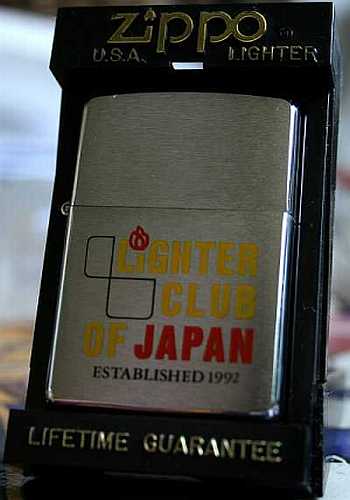 Zippo
U.S.A. LIGHTER
LIGHTER
CLUB
OF JAPAN
ESTABLISHED 1992
LIFETIME GUARANTEE